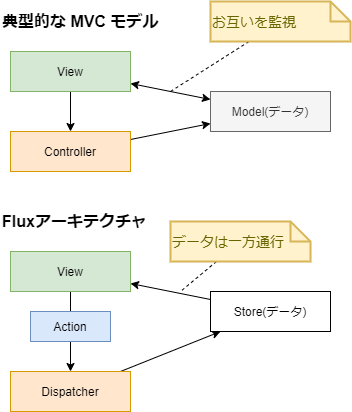 典型的な MVC モデル
お互いを監視
View
Model(データ)
Controller
Fluxアーキテクチャ
データは一方通行
View
Store(データ)
Action
Dispatcher